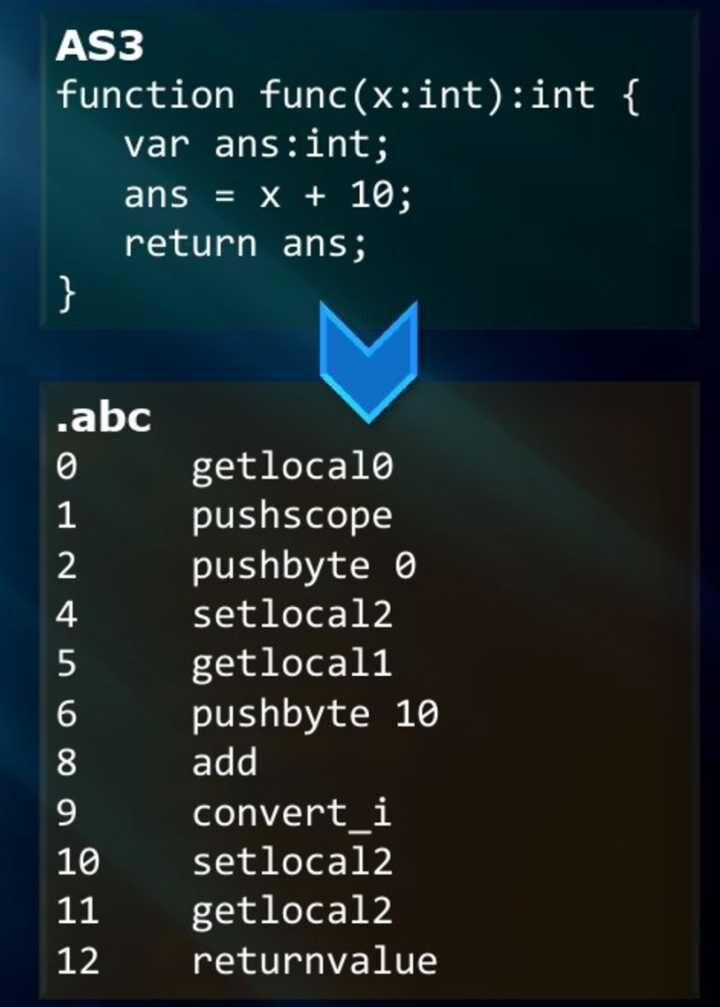 AS3
function func(x:int):int {
var ans:int;
ans = x + 10;
return ans;
}
.abc
0 getlocal0
1 pushscope
2 pushbyte 0
4 setlocal2
5 getlocal1
6 pushbyte 10
8 add
9 convert_i
10 setlocal2
11 getlocal2
12 returnvalue